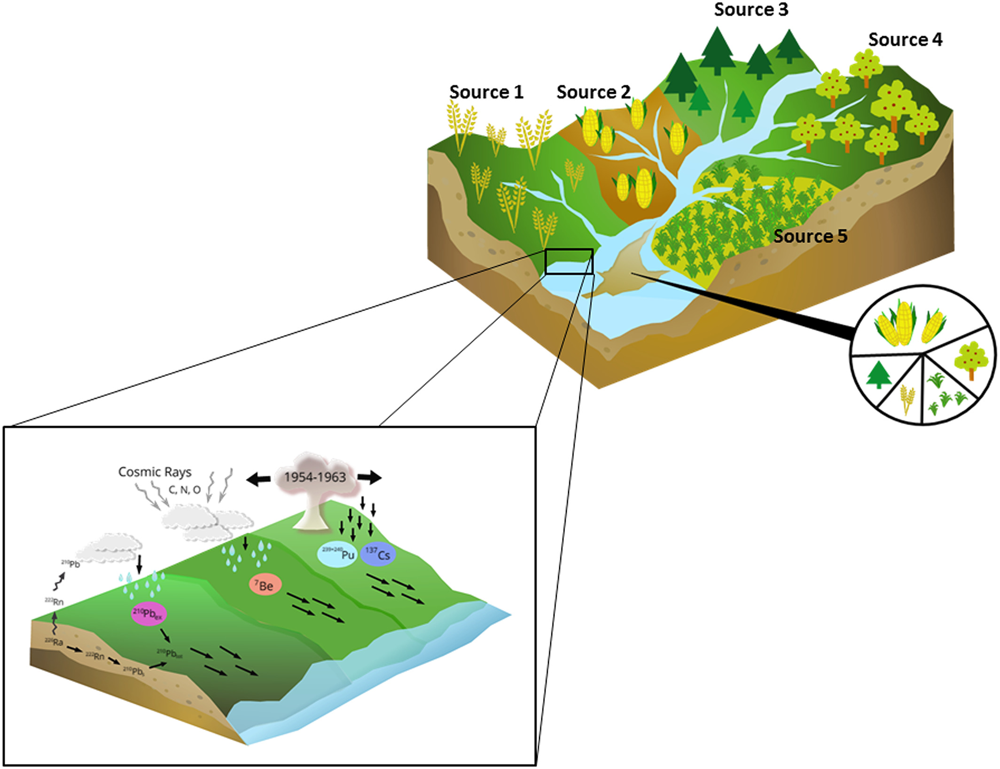 Source 3
Source 4
Source 1
Source 2
Source 5
Cosmic Rays
C, N, O
1954-1963
²¹⁰Pb
²³⁹⁺²⁴⁰Pu
¹³⁷Cs
⁷Be
²²²Rn
²¹⁰Pbₑₓ
²²⁶Ra
²²²Rn
²¹⁰Pbₜₒₜ
²¹⁰Pbₛ